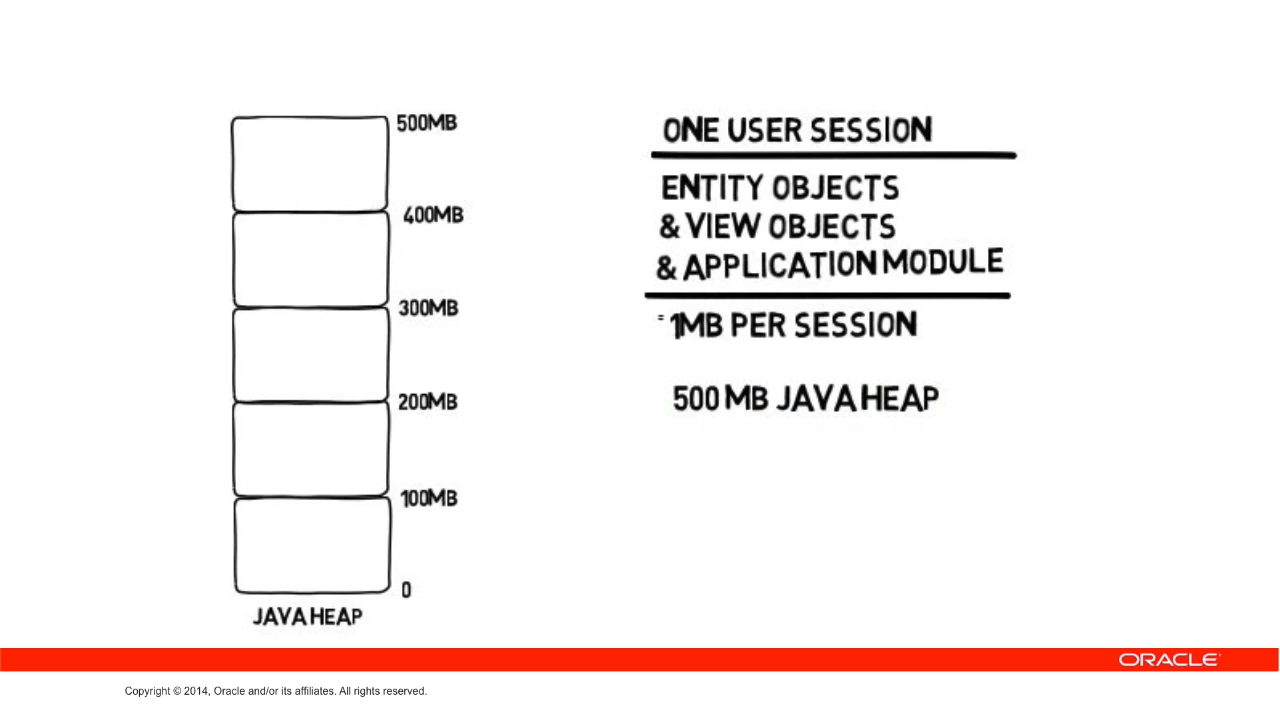 500MB
400MB
300MB
200MB
100MB
0
JAVA HEAP
ONE USER SESSION
ENTITY OBJECTS
& VIEW OBJECTS
& APPLICATION MODULE
= 1MB PER SESSION
500 MB JAVA HEAP
ORACLE
Copyright © 2014, Oracle and/or its affiliates. All rights reserved.